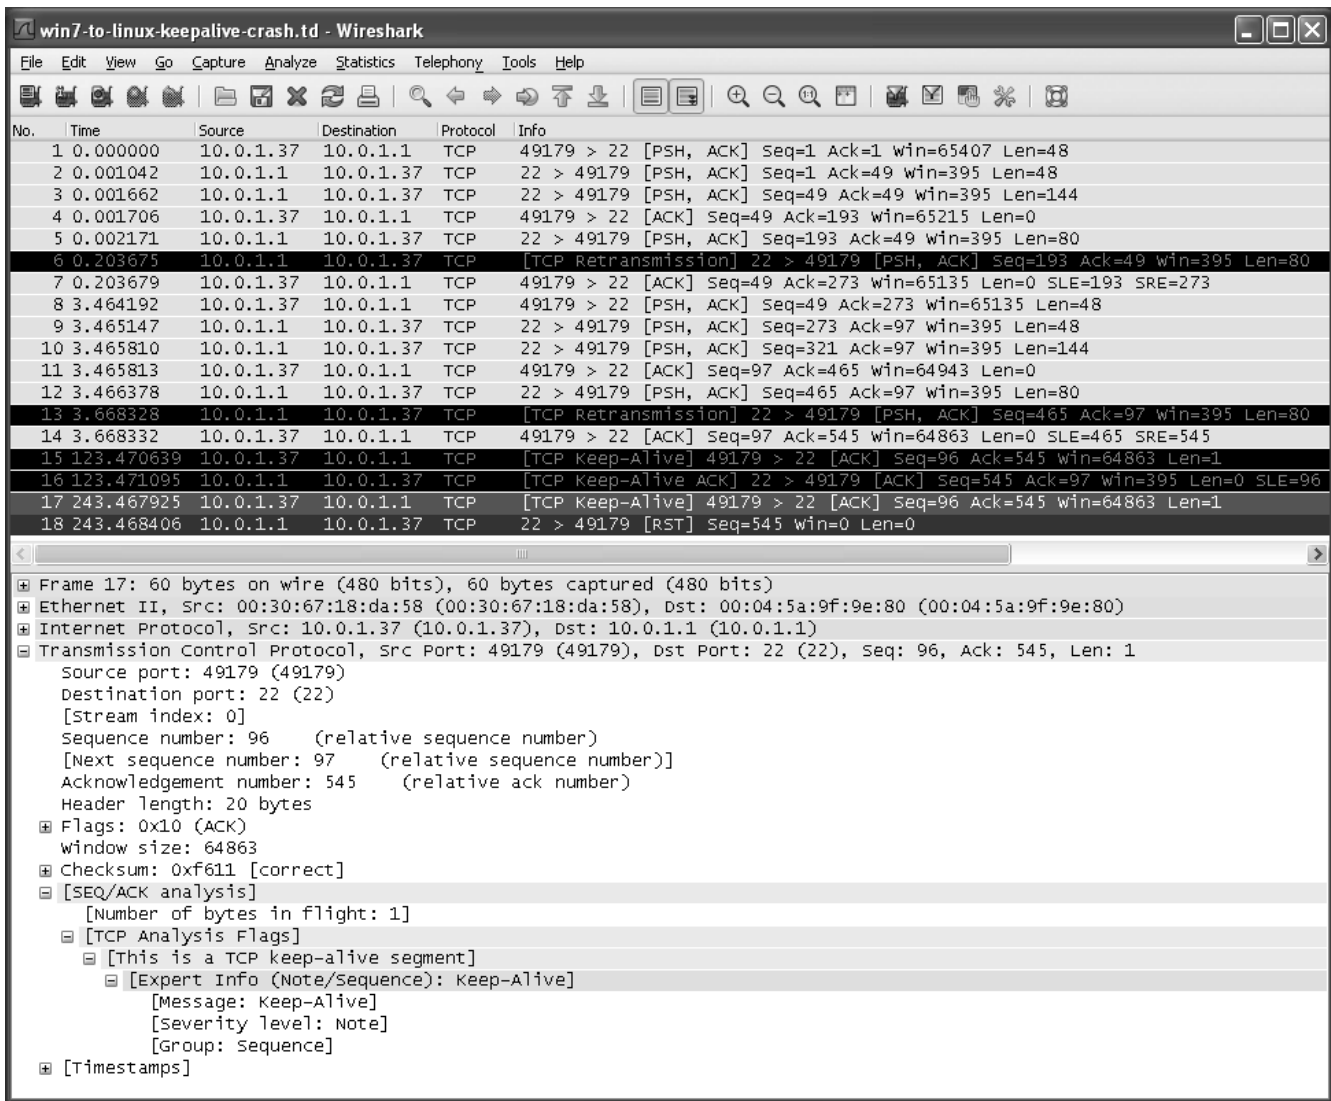 win7-to-linux-keepalive-crash.td - Wireshark
File Edit View Go Capture Analyze Statistics Telephony Tools Help
No. Time Source Destination Protocol Info
1 0.000000 10.0.1.37 10.0.1.1 TCP 49179 > 22 [PSH, ACK] Seq=1 Ack=1 Win=65407 Len=48
2 0.001042 10.0.1.1 10.0.1.37 TCP 22 > 49179 [PSH, ACK] Seq=1 Ack=49 Win=395 Len=48
3 0.001662 10.0.1.1 10.0.1.37 TCP 22 > 49179 [PSH, ACK] Seq=49 Ack=49 Win=395 Len=144
4 0.001706 10.0.1.37 10.0.1.1 TCP 49179 > 22 [ACK] Seq=49 Ack=193 Win=65215 Len=0
5 0.002171 10.0.1.1 10.0.1.37 TCP 22 > 49179 [PSH, ACK] Seq=193 Ack=49 Win=395 Len=80
6 0.203675 10.0.1.1 10.0.1.37 TCP [TCP Retransmission] 22 > 49179 [PSH, ACK] Seq=193 Ack=49 Win=395 Len=80
7 0.203679 10.0.1.37 10.0.1.1 TCP 49179 > 22 [ACK] Seq=49 Ack=273 Win=65135 Len=0 SLE=193 SRE=273
8 3.464192 10.0.1.37 10.0.1.1 TCP 49179 > 22 [PSH, ACK] Seq=49 Ack=273 Win=65135 Len=48
9 3.465147 10.0.1.1 10.0.1.37 TCP 22 > 49179 [PSH, ACK] Seq=273 Ack=97 Win=395 Len=48
10 3.465810 10.0.1.1 10.0.1.37 TCP 22 > 49179 [PSH, ACK] Seq=321 Ack=97 Win=395 Len=144
11 3.465813 10.0.1.37 10.0.1.1 TCP 49179 > 22 [ACK] Seq=97 Ack=465 Win=64943 Len=0
12 3.466378 10.0.1.1 10.0.1.37 TCP 22 > 49179 [PSH, ACK] Seq=465 Ack=97 Win=395 Len=80
13 3.668328 10.0.1.1 10.0.1.37 TCP [TCP Retransmission] 22 > 49179 [PSH, ACK] Seq=465 Ack=97 Win=395 Len=80
14 3.668332 10.0.1.37 10.0.1.1 TCP 49179 > 22 [ACK] Seq=97 Ack=545 Win=64863 Len=0 SLE=465 SRE=545
15 123.470639 10.0.1.37 10.0.1.1 TCP [TCP Keep-Alive] 49179 > 22 [ACK] Seq=96 Ack=545 Win=64863 Len=1
16 123.471095 10.0.1.1 10.0.1.37 TCP [TCP Keep-Alive ACK] 22 > 49179 [ACK] Seq=545 Ack=97 Win=395 Len=0 SLE=96
17 243.467925 10.0.1.37 10.0.1.1 TCP [TCP Keep-Alive] 49179 > 22 [ACK] Seq=96 Ack=545 Win=64863 Len=1
18 243.468406 10.0.1.1 10.0.1.37 TCP 22 > 49179 [RST] Seq=545 Win=0 Len=0
Frame 17: 60 bytes on wire (480 bits), 60 bytes captured (480 bits)
Ethernet II, Src: 00:30:67:18:da:58 (00:30:67:18:da:58), Dst: 00:04:5a:9f:9e:80 (00:04:5a:9f:9e:80)
Internet Protocol, Src: 10.0.1.37 (10.0.1.37), Dst: 10.0.1.1 (10.0.1.1)
Transmission Control Protocol, Src Port: 49179 (49179), Dst Port: 22 (22), Seq: 96, Ack: 545, Len: 1
Source port: 49179 (49179)
Destination port: 22 (22)
[Stream index: 0]
Sequence number: 96 (relative sequence number)
[Next sequence number: 97 (relative sequence number)]
Acknowledgement number: 545 (relative ack number)
Header length: 20 bytes
Flags: 0x10 (ACK)
Window size: 64863
Checksum: 0xf611 [correct]
[SEQ/ACK analysis]
[Number of bytes in flight: 1]
[TCP Analysis Flags]
[This is a TCP keep-alive segment]
[Expert Info (Note/Sequence): Keep-Alive]
[Message: Keep-Alive]
[Severity level: Note]
[Group: Sequence]
[Timestamps]